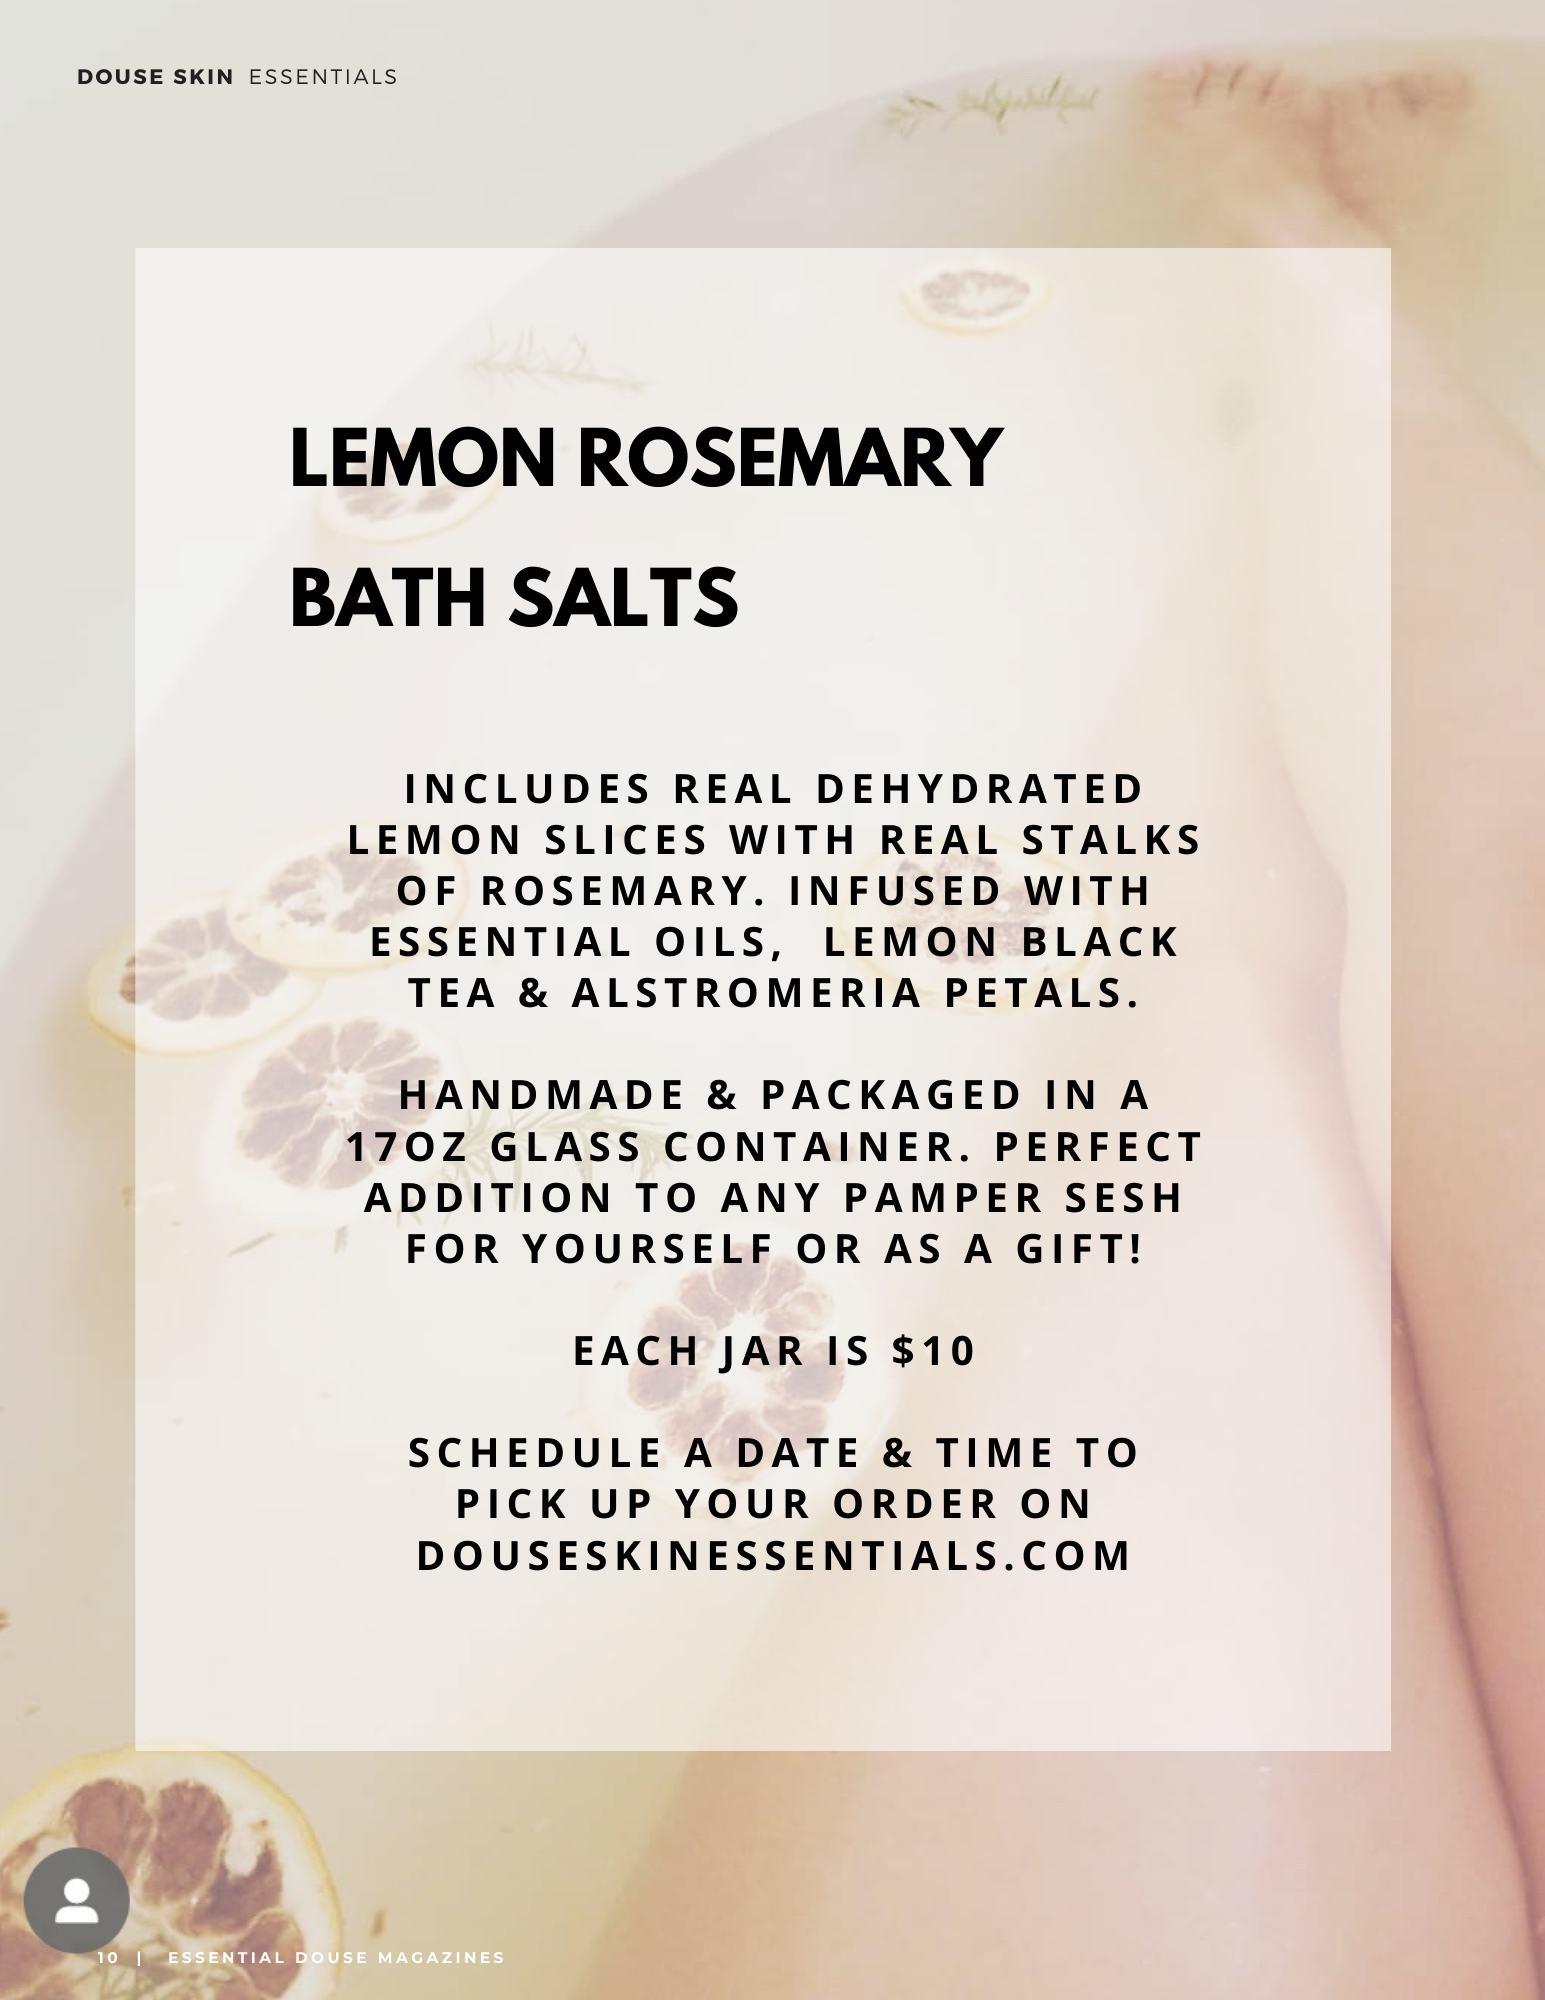 DOUSE SKIN ESSENTIALS
LEMON ROSEMARY
BATH SALTS
INCLUDES REAL DEHYDRATED
LEMON SLICES WITH REAL STALKS
OF ROSEMARY. INFUSED WITH
ESSENTIAL OILS, LEMON BLACK
TEA & ALSTROMERIA PETALS.
HANDMADE & PACKAGED IN A
17OZ GLASS CONTAINER. PERFECT
ADDITION TO ANY PAMPER SESH
FOR YOURSELF OR AS A GIFT!
EACH JAR IS $10
SCHEDULE A DATE & TIME TO
PICK UP YOUR ORDER ON
DOUSESKINESSENTIALS.COM
10 | ESSENTIAL DOUSE MAGAZINES